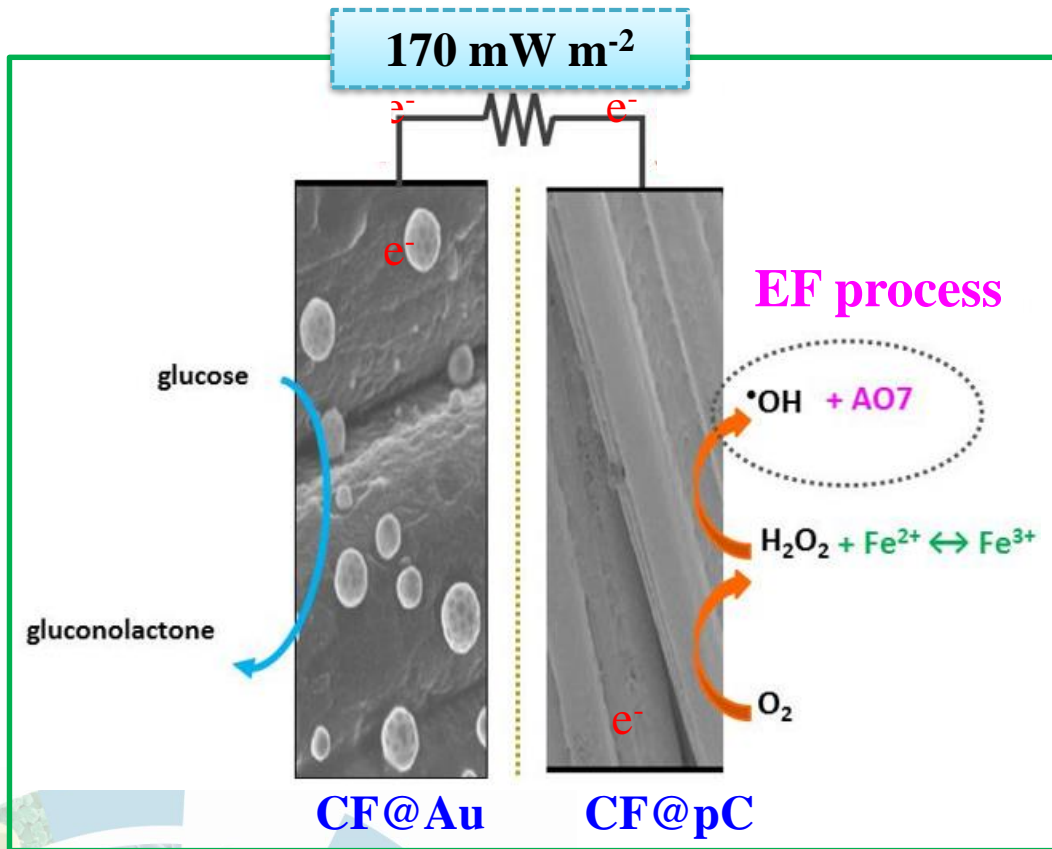 170 mW m⁻²
e⁻ e⁻
e⁻
EF process
glucose
•OH + AO7
H₂O₂ + Fe²⁺ ↔ Fe³⁺
gluconolactone
O₂
e⁻
CF@Au CF@pC